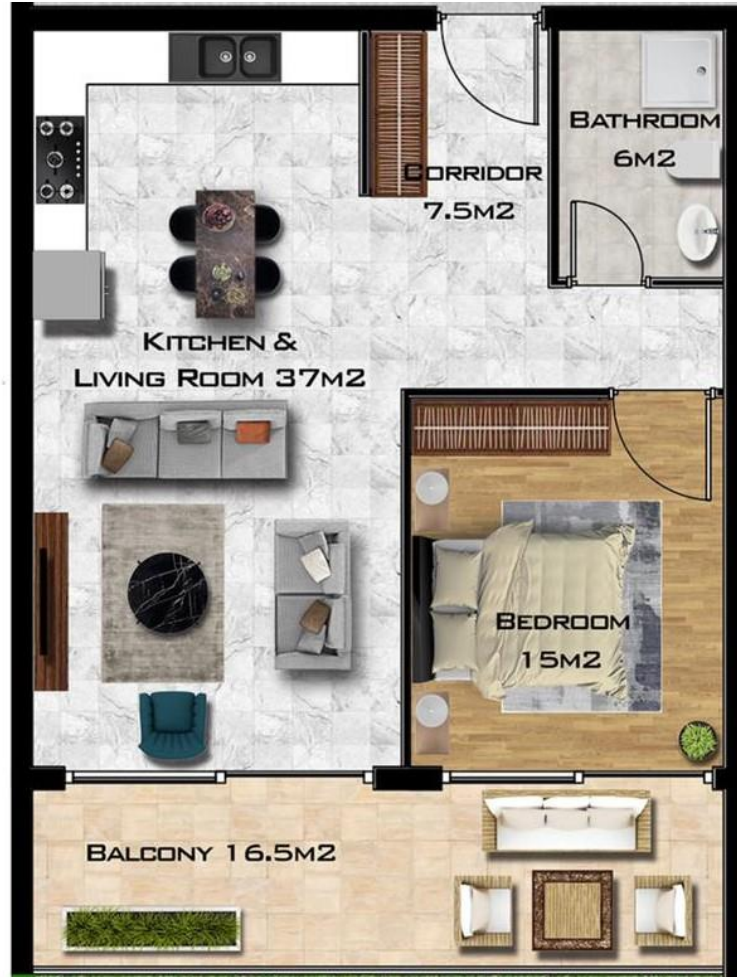 BATHROOM
6M2
CORRIDOR
7.5M2
KITCHEN &
LIVING ROOM 37M2
BEDROOM
15M2
BALCONY 16.5M2